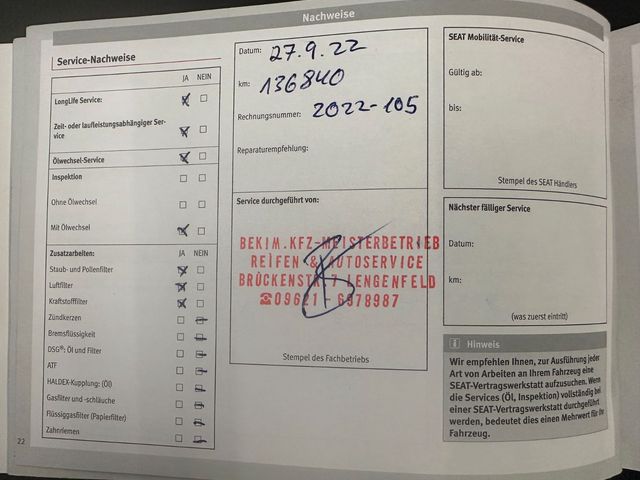 Nachweise
Service-Nachweise
JA NEIN
LongLife Service:
Zeit- oder laufleistungsabhängiger Ser-
vice
Ölwechsel-Service
Inspektion
Ohne Ölwechsel
Mit Ölwechsel
Zusatzarbeiten: JA NEIN
Staub- und Pollenfilter
Luftfilter
Kraftstofffilter
Zündkerzen
Bremsflüssigkeit
DSG®: Öl und Filter
ATF
HALDEX-Kupplung: (Öl)
Gasfilter und -schläuche
Flüssiggasfilter (Papierfilter)
Zahnriemen
22
Datum: 27.9.22
km: 136840
Rechnungsnummer: 2022-105
Reparaturempfehlung:
Service durchgeführt von:
BEKIM.KFZ-MEISTERBETRIEB
REIFEN & AUTOSERVICE
BRÜCKENSTR.7 LENGENFELD
☎09621-6978987
Stempel des Fachbetriebs
SEAT Mobilität-Service
Gültig ab:
bis:
Stempel des SEAT Händlers
Nächster fälliger Service
Datum:
km:
(was zuerst eintritt)
Hinweis
Wir empfehlen Ihnen, zur Ausführung jeder
Art von Arbeiten an Ihrem Fahrzeug eine
SEAT-Vertragswerkstatt aufzusuchen. Wenn
die Services (Öl, Inspektion) vollständig bei
einer SEAT-Vertragswerkstatt durchgeführt
werden, bedeutet dies einen Mehrwert für Ihr
Fahrzeug.